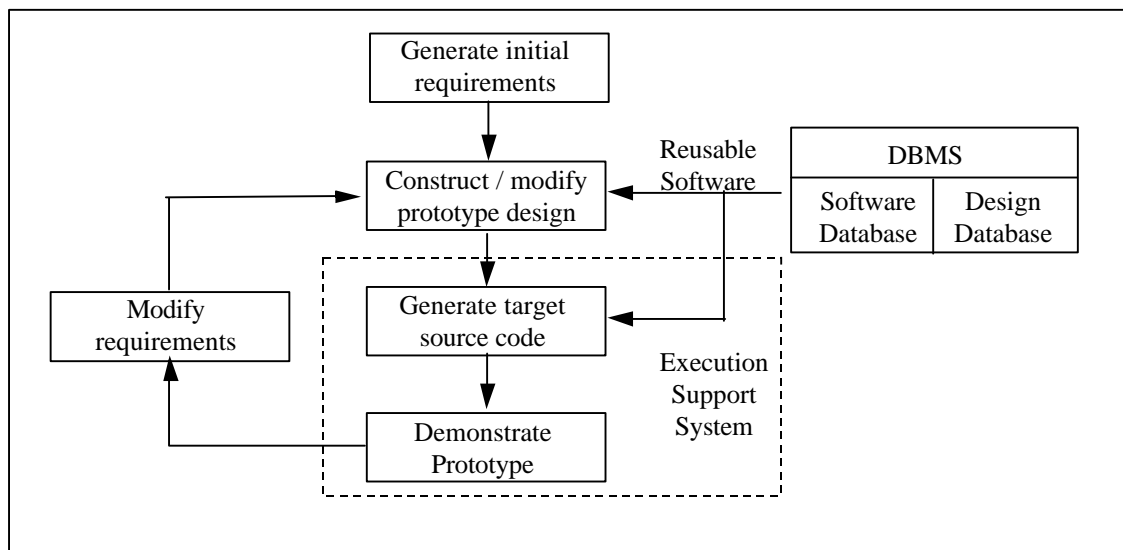 Generate initial
requirements
Reusable
Software
DBMS
Construct / modify
prototype design
Software
Database
Design
Database
Generate target
source code
Modify
requirements
Execution
Support
System
Demonstrate
Prototype